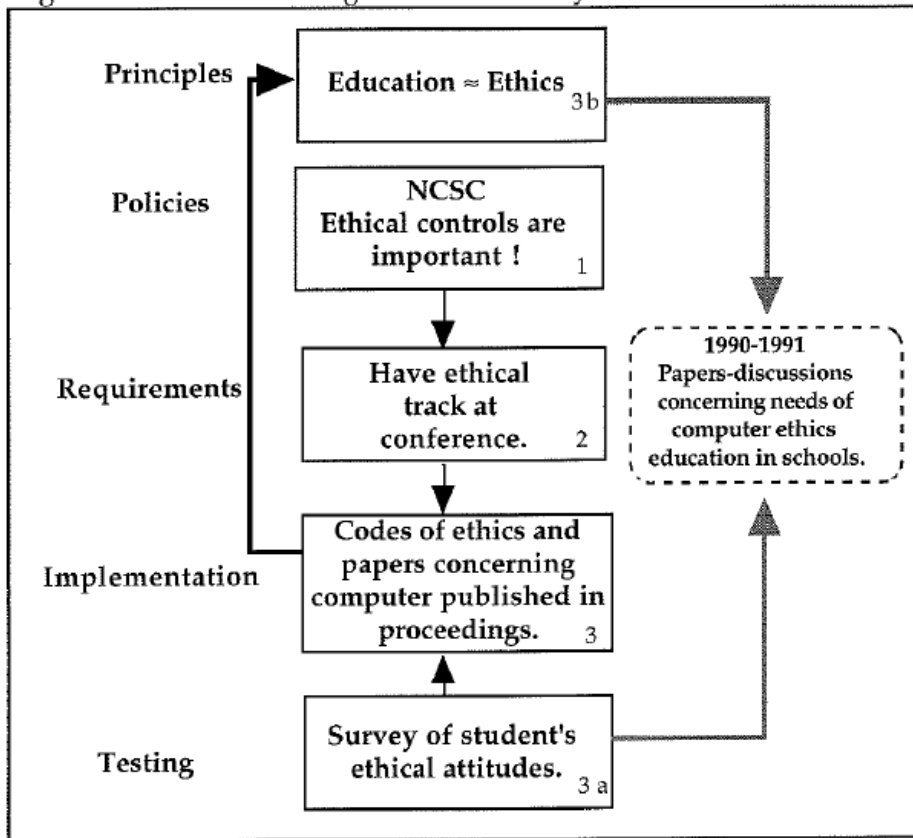 Principles
Education ≈ Ethics
3b
Policies
NCSC
Ethical controls are
important !
1
Requirements
Have ethical
track at
conference.
2
1990-1991
Papers-discussions
concerning needs of
computer ethics
education in schools.
Implementation
Codes of ethics and
papers concerning
computer published in
proceedings.
3
Testing
Survey of student's
ethical attitudes.
3 a